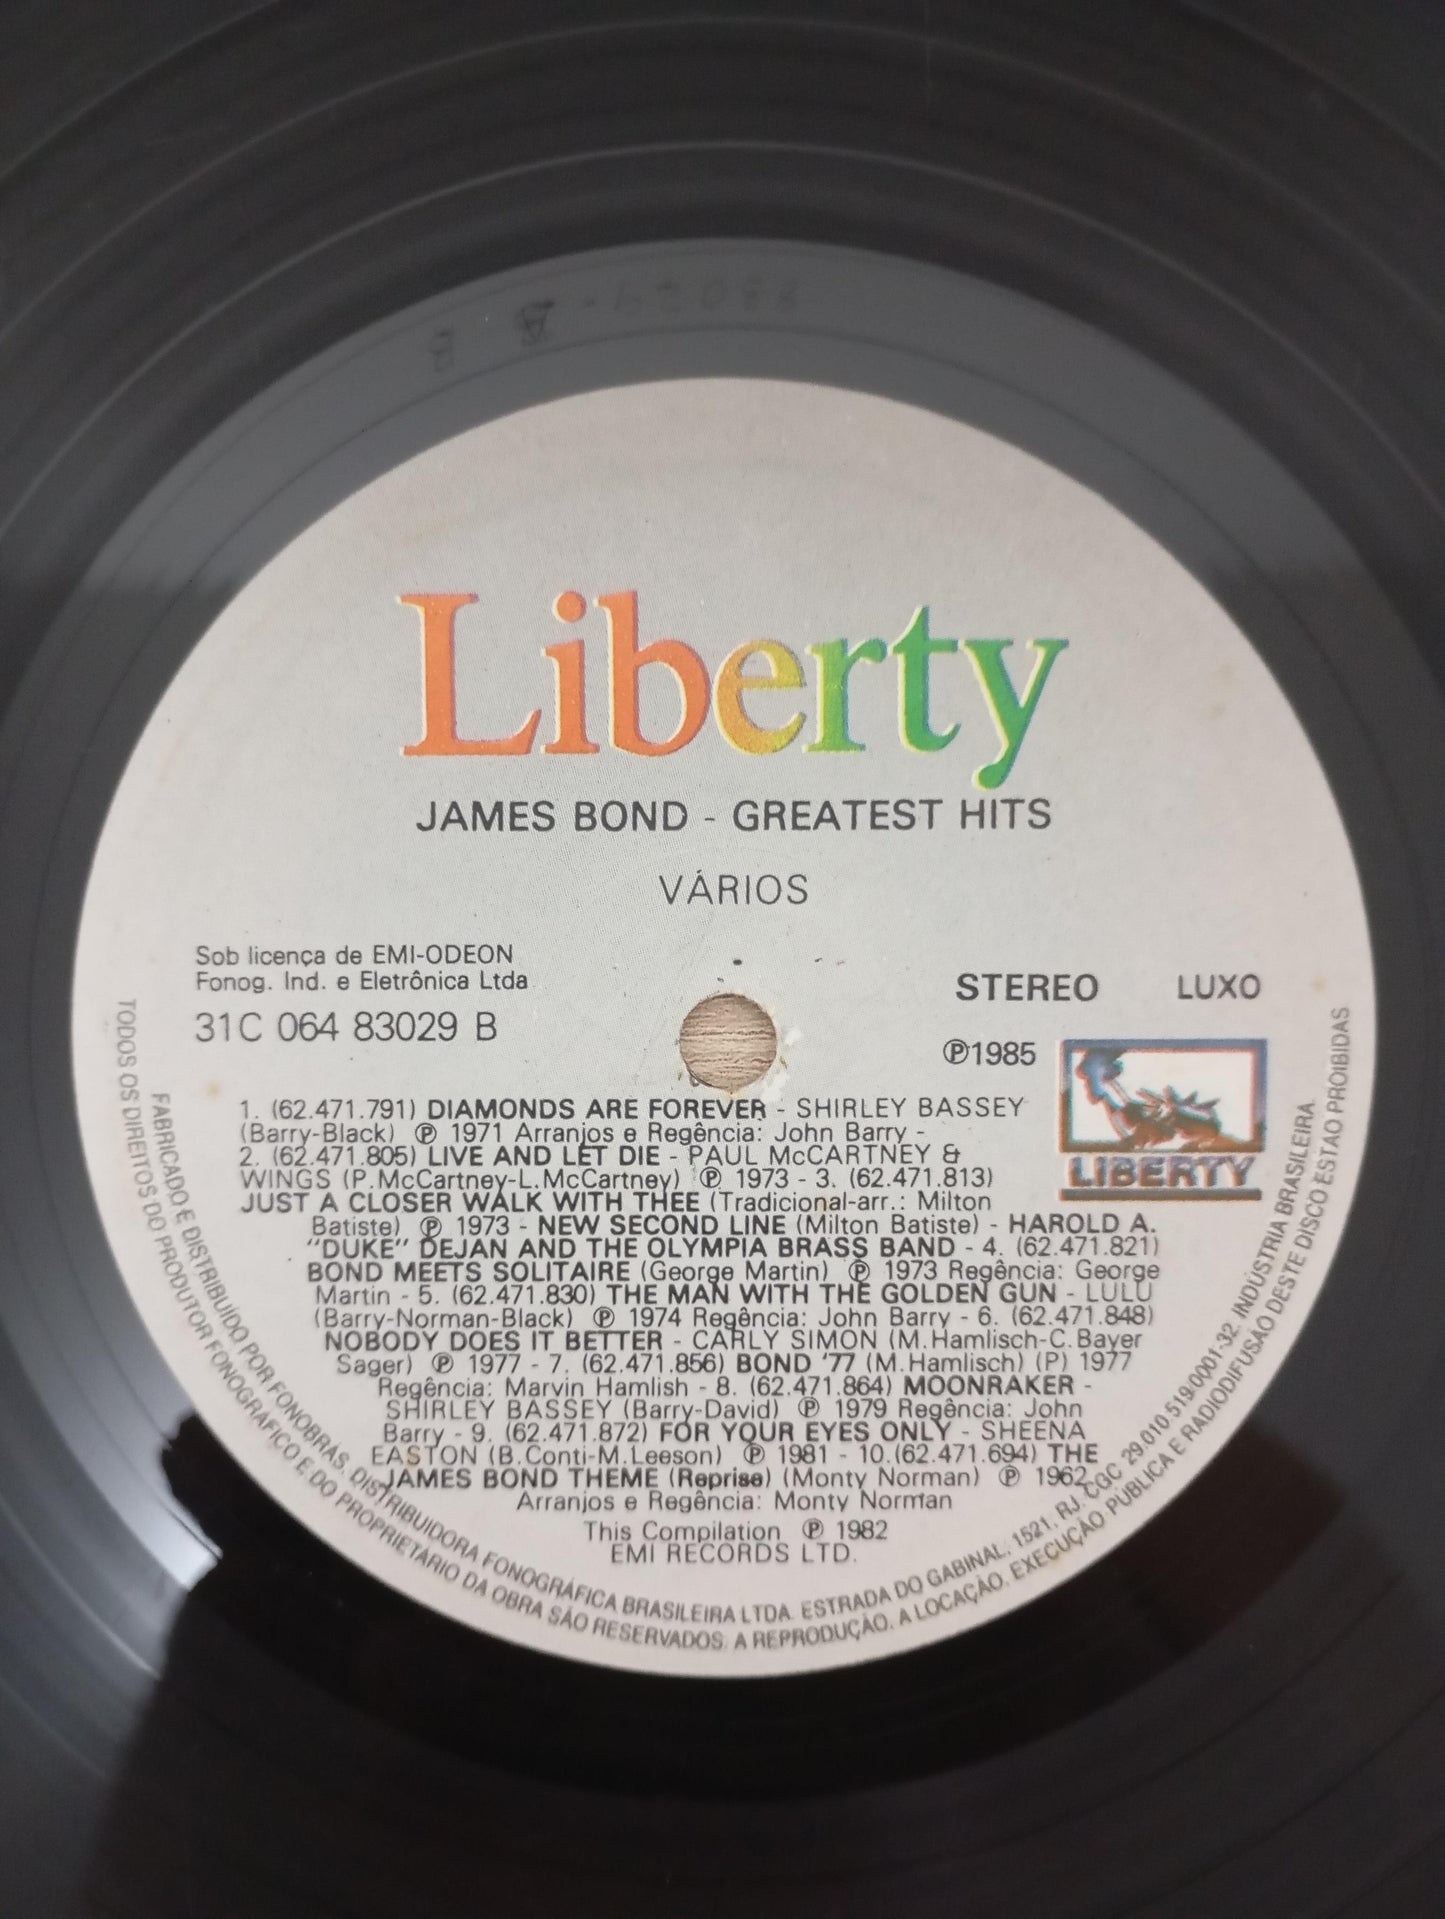 Liberty
JAMES BOND - GREATEST HITS
VÁRIOS
Sob licença de EMI-ODEON
Fonog. Ind. e Eletrônica Ltda
31C 064 83029 B
STEREO LUXO
Ⓟ1985
LIBERTY
1. (62.471.791) DIAMONDS ARE FOREVER - SHIRLEY BASSEY
(Barry-Black) Ⓟ 1971 Arranjos e Regência: John Barry -
2. (62.471.805) LIVE AND LET DIE - PAUL McCARTNEY &
WINGS (P.McCartney-L.McCartney) Ⓟ 1973 - 3. (62.471.813)
JUST A CLOSER WALK WITH THEE (Tradicional-arr.: Milton
Batiste) Ⓟ 1973 - NEW SECOND LINE (Milton Batiste) - HAROLD A.
"DUKE" DEJAN AND THE OLYMPIA BRASS BAND - 4. (62.471.821)
BOND MEETS SOLITAIRE (George Martin) Ⓟ 1973 Regência: George
Martin - 5. (62.471.830) THE MAN WITH THE GOLDEN GUN - LULU
(Barry-Norman-Black) Ⓟ 1974 Regência: John Barry - 6. (62.471.848)
NOBODY DOES IT BETTER - CARLY SIMON (M.Hamlisch-C.Bayer
Sager) Ⓟ 1977 - 7. (62.471.856) BOND '77 (M.Hamlisch) (P) 1977
Regência: Marvin Hamlish - 8. (62.471.864) MOONRAKER -
SHIRLEY BASSEY (Barry-David) Ⓟ 1979 Regência: John
Barry - 9. (62.471.872) FOR YOUR EYES ONLY - SHEENA
EASTON (B.Conti-M.Leeson) Ⓟ 1981 - 10.(62.471.694) THE
JAMES BOND THEME (Reprise) (Monty Norman) Ⓟ 1962
Arranjos e Regência: Monty Norman
This Compilation Ⓟ 1982
EMI RECORDS LTD.
FABRICADO E DISTRIBUÍDO POR FONOBRAS. DISTRIBUIDORA FONOGRÁFICA BRASILEIRA LTDA. ESTRADA DO GABINAL, 1521, RJ. CGC 29.010.519/0001-32. INDÚSTRIA BRASILEIRA.
TODOS OS DIREITOS DO PRODUTOR FONOGRÁFICO E DO PROPRIETÁRIO DA OBRA SÃO RESERVADOS. A REPRODUÇÃO, A LOCAÇÃO, EXECUÇÃO PÚBLICA E RADIODIFUSÃO DESTE DISCO ESTÃO PROIBIDAS